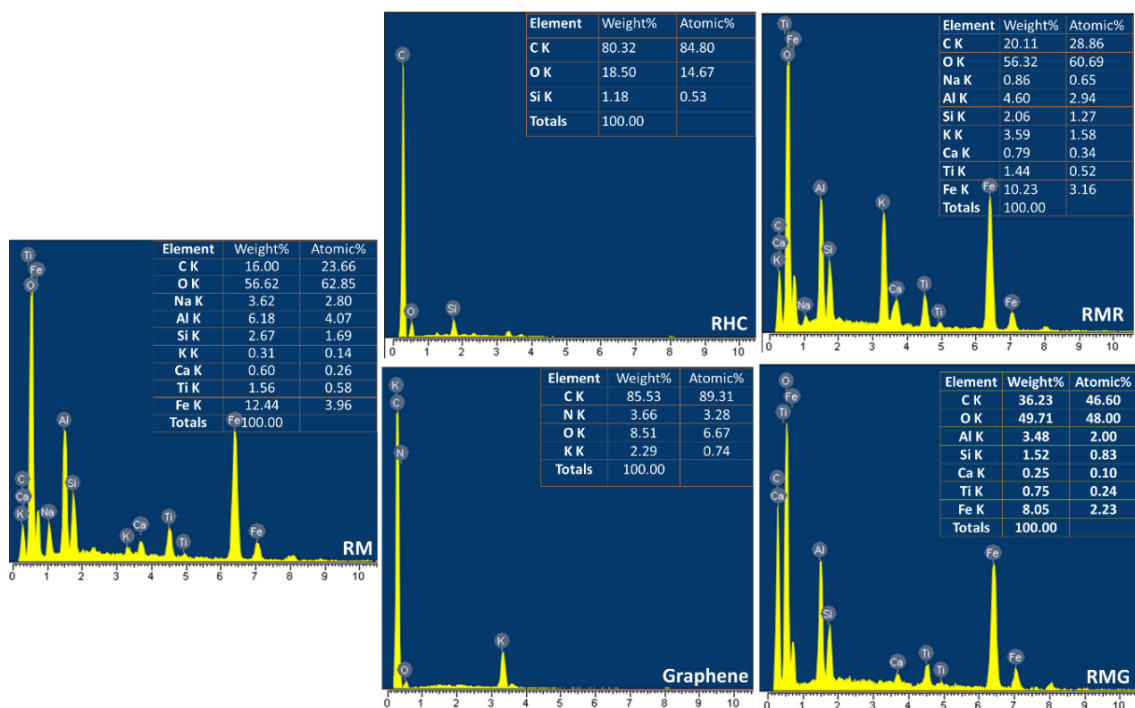 Element Weight% Atomic%
C K 16.00 23.66
O K 56.62 62.85
Na K 3.62 2.80
Al K 6.18 4.07
Si K 2.67 1.69
K K 0.31 0.14
Ca K 0.60 0.26
Ti K 1.56 0.58
Fe K 12.44 3.96
Totals 100.00
Ti
Fe
O
C
Ca
K
Na
Al
Si
K
Ca
Ti
Ti
Fe
Fe
RM
0 1 2 3 4 5 6 7 8 9 10
Element Weight% Atomic%
C K 80.32 84.80
O K 18.50 14.67
Si K 1.18 0.53
Totals 100.00
C
O
Si
RHC
0 1 2 3 4 5 6 7 8 9 10
Element Weight% Atomic%
C K 85.53 89.31
N K 3.66 3.28
O K 8.51 6.67
K K 2.29 0.74
Totals 100.00
K
C
N
O
K
Graphene
0 1 2 3 4 5 6 7 8 9 10
Element Weight% Atomic%
C K 20.11 28.86
O K 56.32 60.69
Na K 0.86 0.65
Al K 4.60 2.94
Si K 2.06 1.27
K K 3.59 1.58
Ca K 0.79 0.34
Ti K 1.44 0.52
Fe K 10.23 3.16
Totals 100.00
Ti
Fe
O
C
Ca
K
Na
Al
Si
K
Ca
Ti
Ti
Fe
Fe
RMR
0 1 2 3 4 5 6 7 8 9 10
Element Weight% Atomic%
C K 36.23 46.60
O K 49.71 48.00
Al K 3.48 2.00
Si K 1.52 0.83
Ca K 0.25 0.10
Ti K 0.75 0.24
Fe K 8.05 2.23
Totals 100.00
O
Fe
Ti
C
Ca
Al
Si
Ca
Ti
Ti
Fe
Fe
RMG
0 1 2 3 4 5 6 7 8 9 10